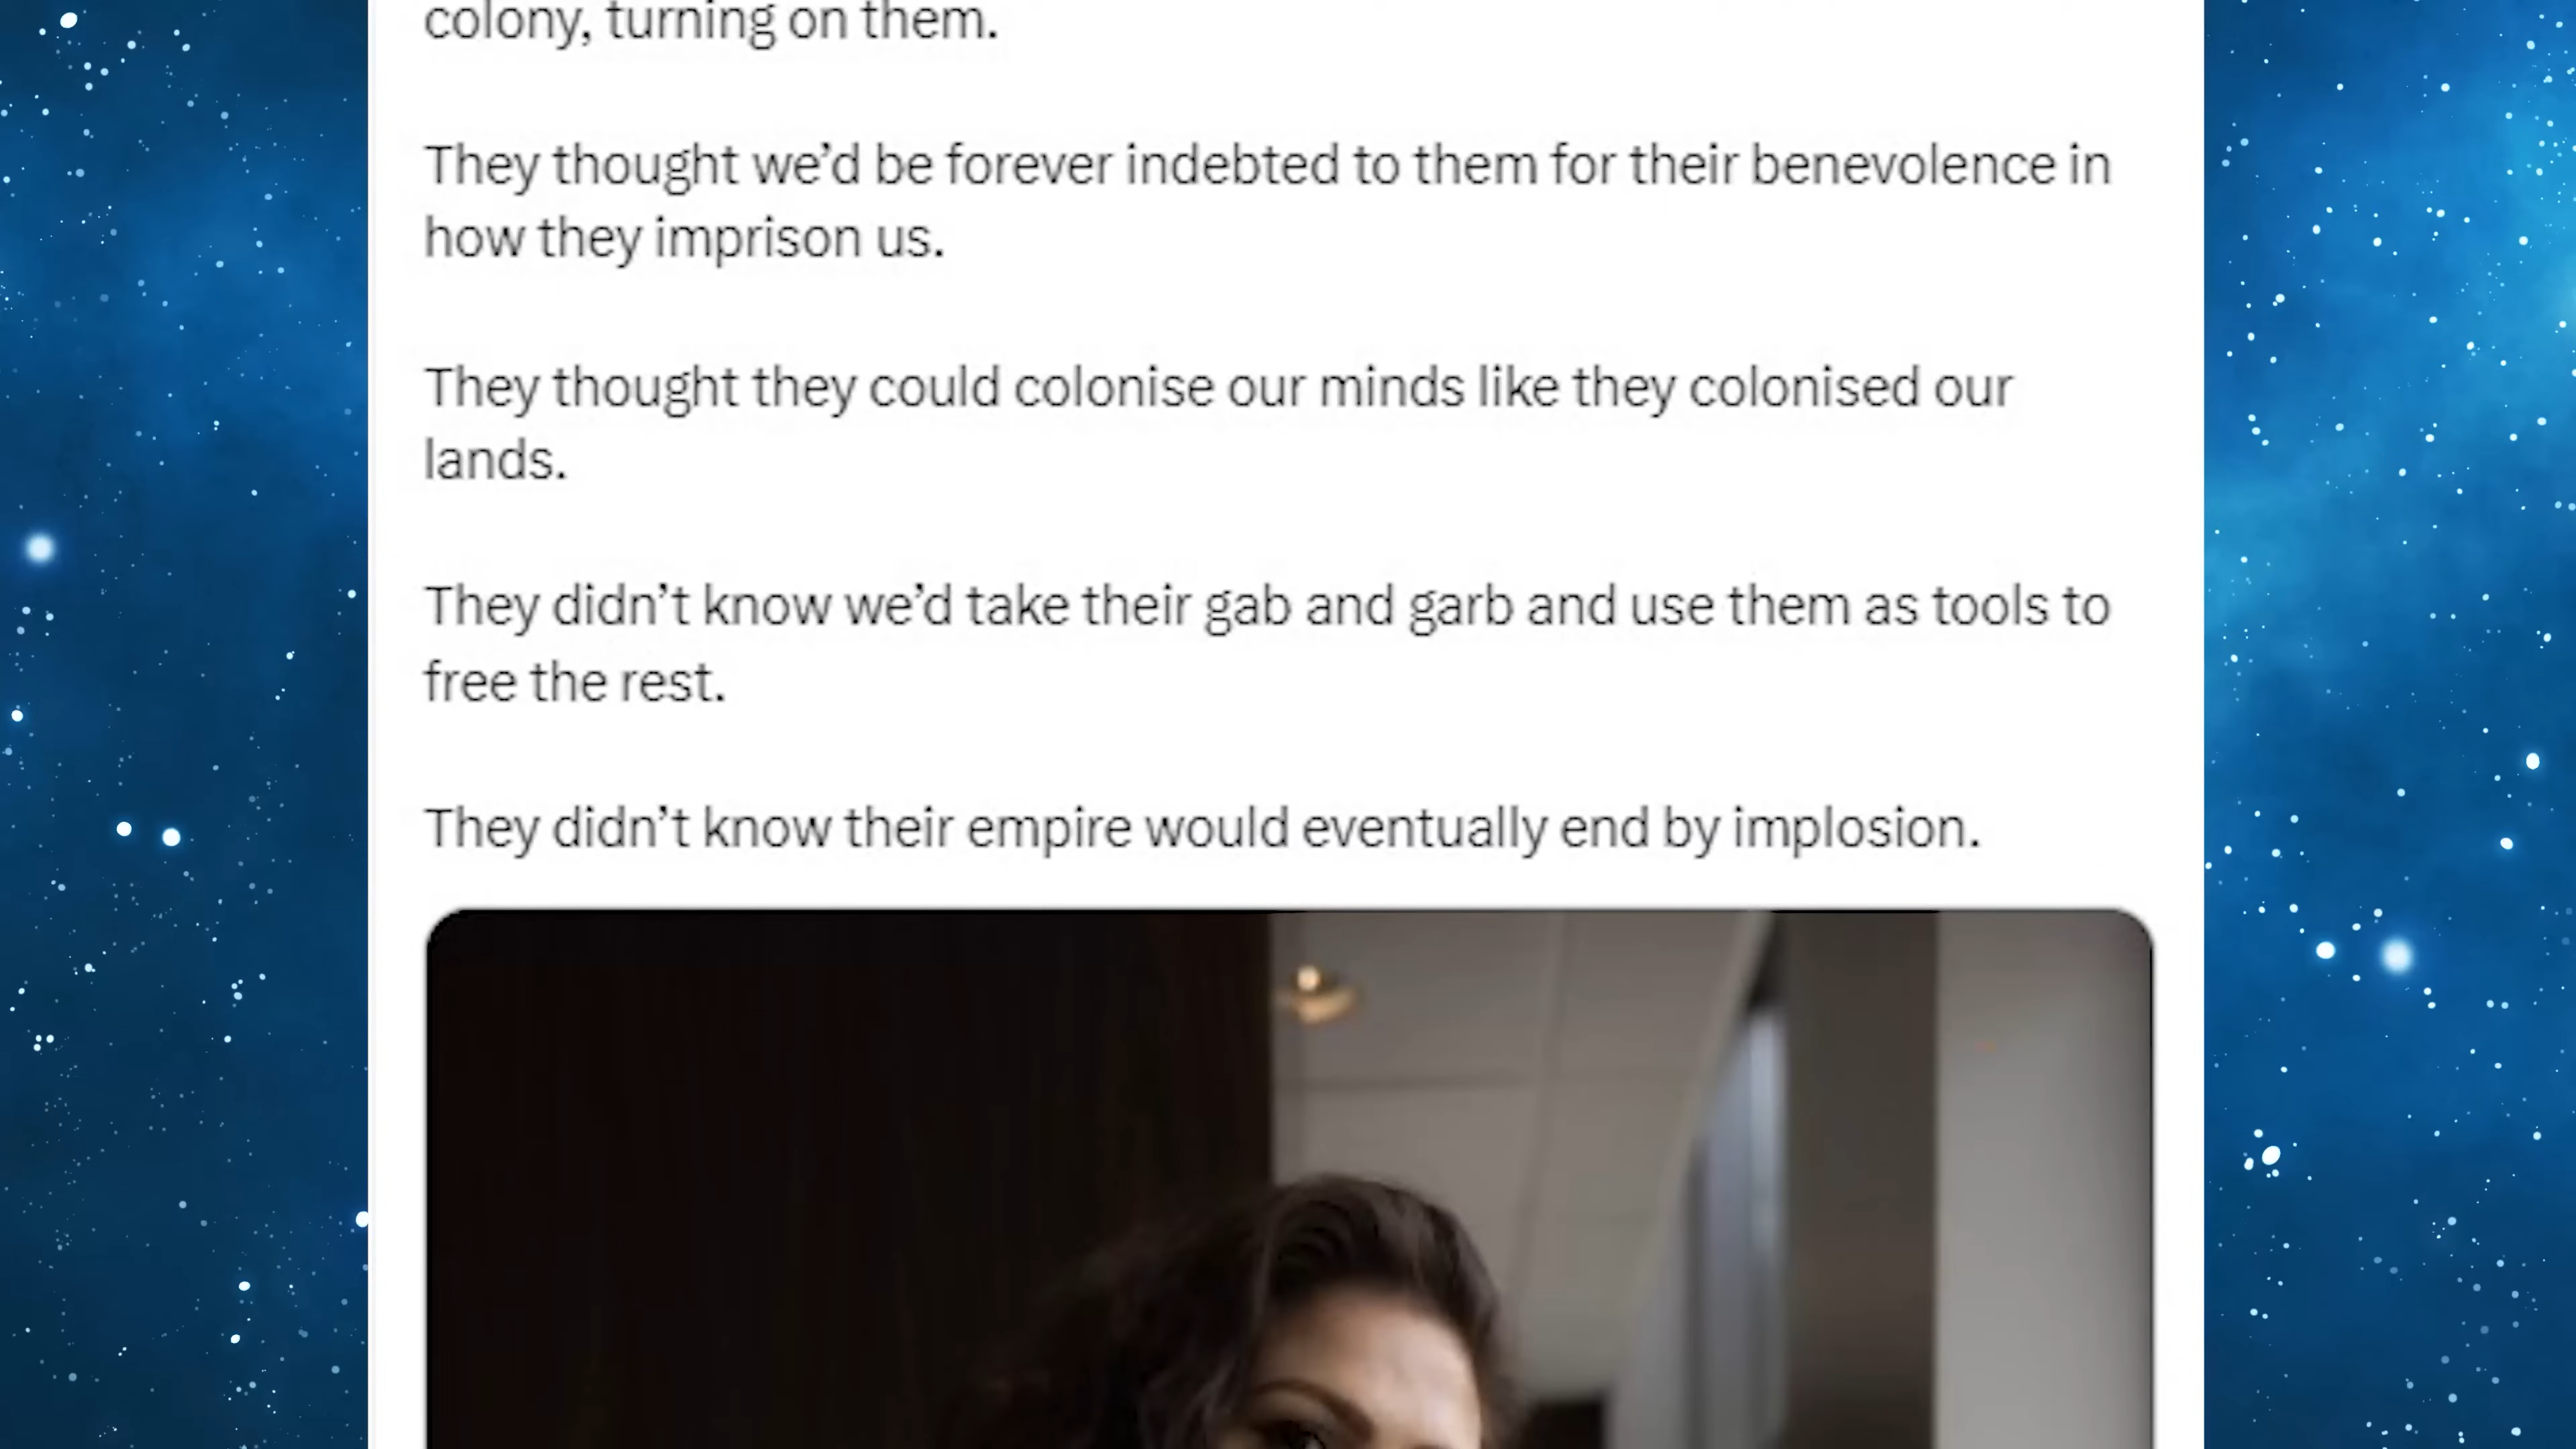 colony, turning on them.
They thought we’d be forever indebted to them for their benevolence in
how they imprison us.
They thought they could colonise our minds like they colonised our
lands.
They didn’t know we’d take their gab and garb and use them as tools to
free the rest.
They didn’t know their empire would eventually end by implosion.